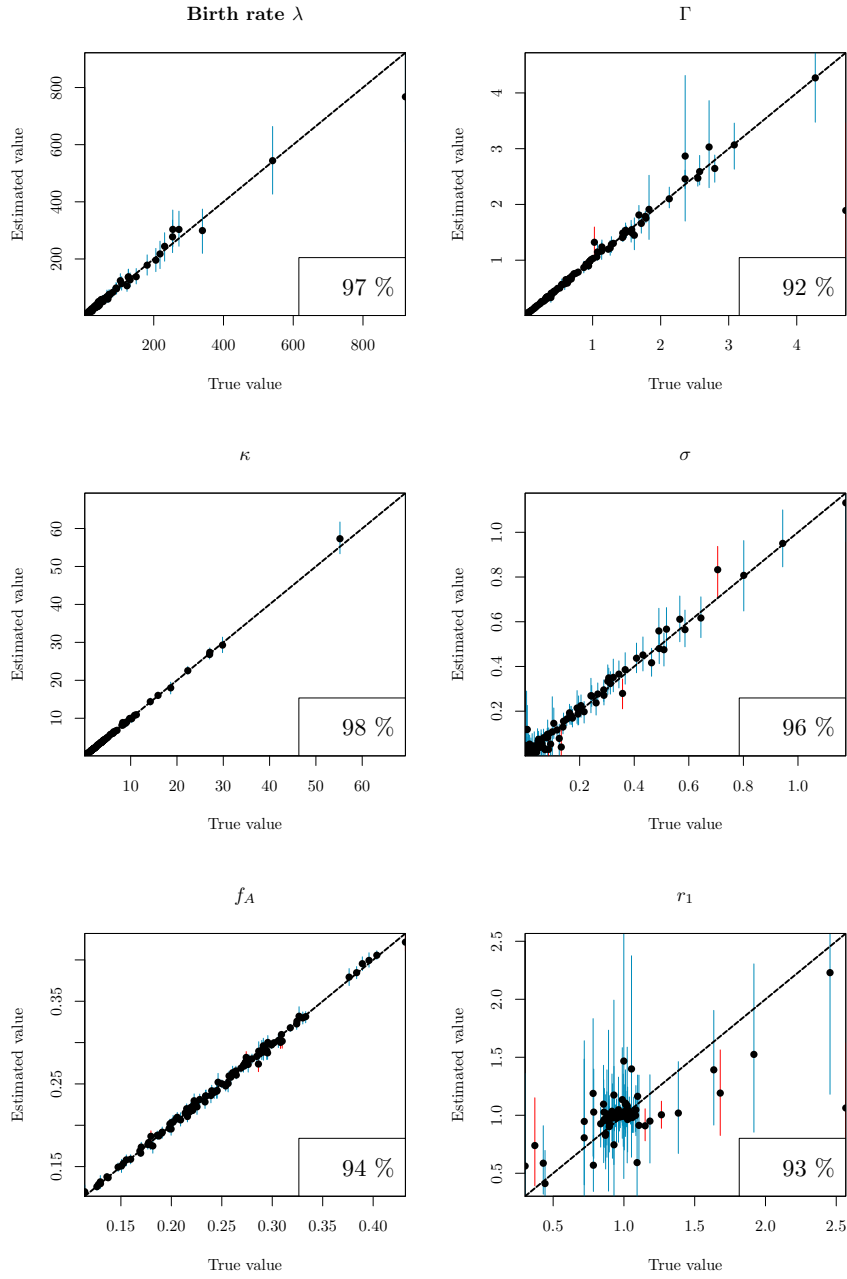 Birth rate λ
Estimated value
800
600
400
200
97 %
200 400 600 800
True value
Γ
Estimated value
4
3
2
1
92 %
1 2 3 4
True value
κ
Estimated value
60
50
40
30
20
10
98 %
10 20 30 40 50 60
True value
σ
Estimated value
1.0
0.8
0.6
0.4
0.2
96 %
0.2 0.4 0.6 0.8 1.0
True value
f_A
Estimated value
0.35
0.25
0.15
94 %
0.15 0.20 0.25 0.30 0.35 0.40
True value
r_1
Estimated value
2.5
2.0
1.5
1.0
0.5
93 %
0.5 1.0 1.5 2.0 2.5
True value